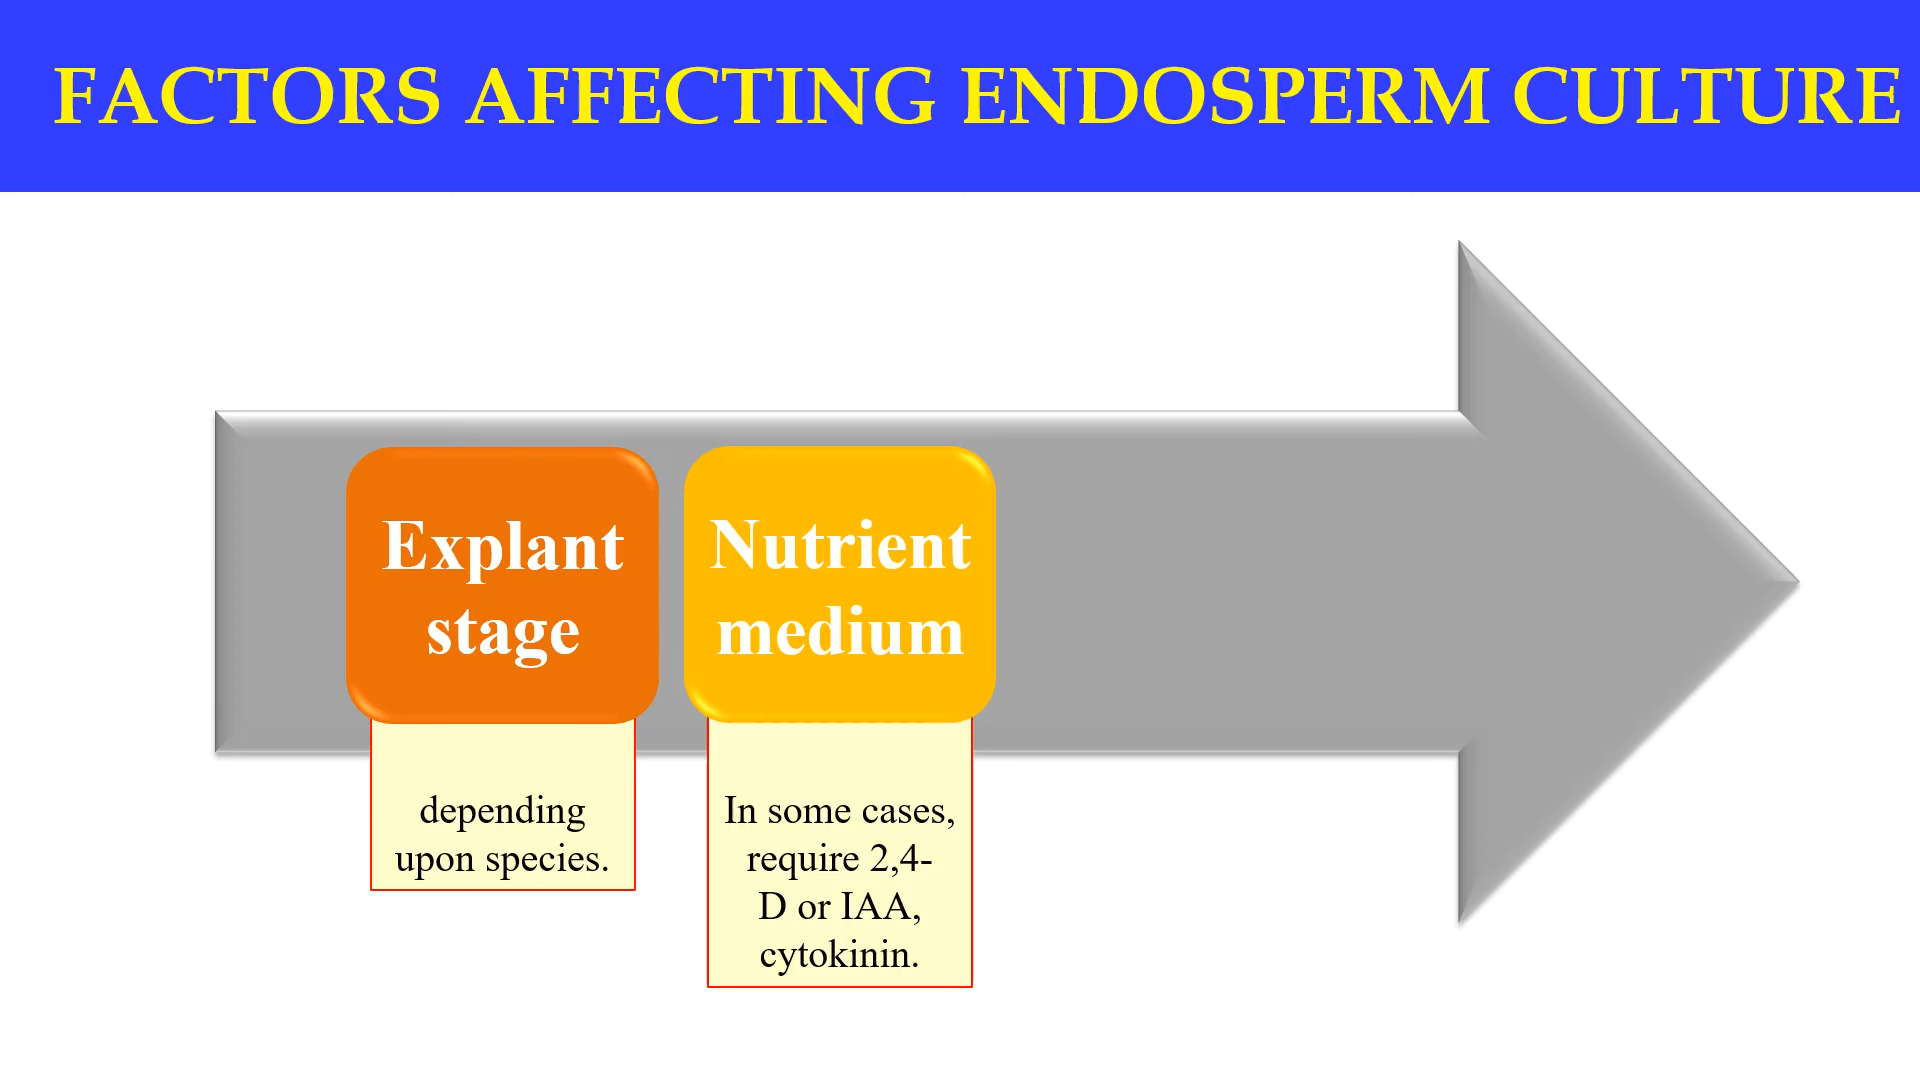 FACTORS AFFECTING ENDOSPERM CULTURE
Explant
stage
depending
upon species.
Nutrient
medium
In some cases,
require 2,4-
D or IAA,
cytokinin.